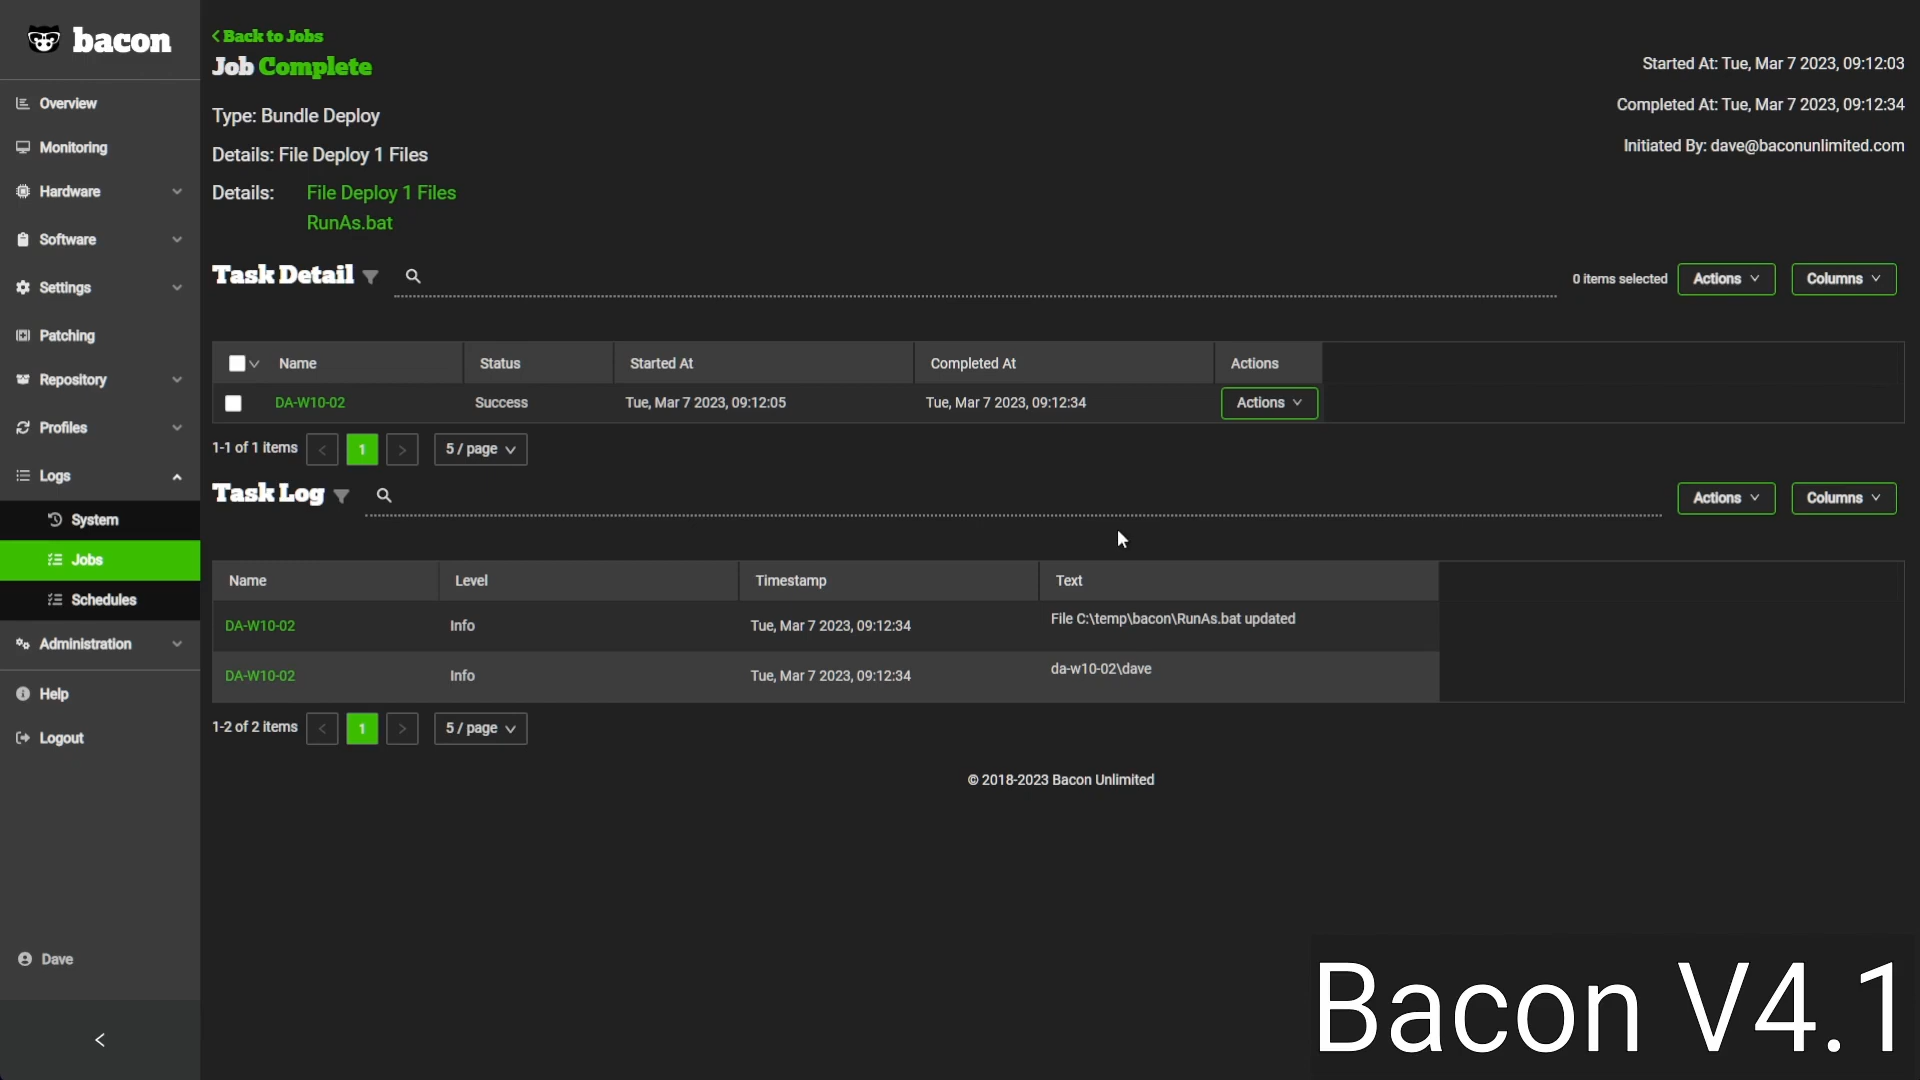 bacon
Overview
Monitoring
Hardware
Software
Settings
Patching
Repository
Profiles
Logs
System
Jobs
Schedules
Administration
Help
Logout
Dave
Back to Jobs
Job Complete
Started At: Tue, Mar 7 2023, 09:12:03
Completed At: Tue, Mar 7 2023, 09:12:34
Initiated By: dave@baconunlimited.com
Type: Bundle Deploy
Details: File Deploy 1 Files
Details: File Deploy 1 Files
RunAs.bat
Task Detail 0 items selected Actions Columns
Name Status Started At Completed At Actions
DA-W10-02 Success Tue, Mar 7 2023, 09:12:05 Tue, Mar 7 2023, 09:12:34 Actions
1-1 of 1 items < 1 > 5 / page
Task Log Actions Columns
Name Level Timestamp Text
DA-W10-02 Info Tue, Mar 7 2023, 09:12:34 File C:\temp\bacon\RunAs.bat updated
DA-W10-02 Info Tue, Mar 7 2023, 09:12:34 da-w10-02\dave
1-2 of 2 items < 1 > 5 / page
© 2018-2023 Bacon Unlimited
Bacon V4.1